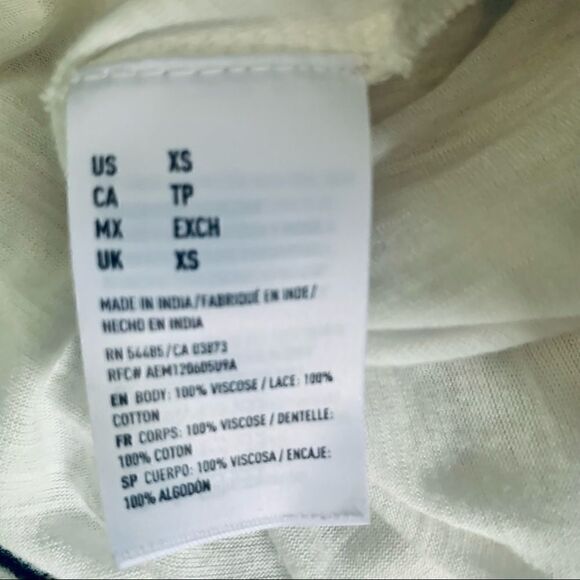 US XS
CA TP
MX EXCH
UK XS
MADE IN INDIA/FABRIQUÉ EN INDE/
HECHO EN INDIA
RN 54485/CA 03873
RFC# AEM120605U9A
EN BODY: 100% VISCOSE / LACE: 100%
COTTON
FR CORPS: 100% VISCOSE / DENTELLE:
100% COTON
SP CUERPO: 100% VISCOSA / ENCAJE:
100% ALGODÓN